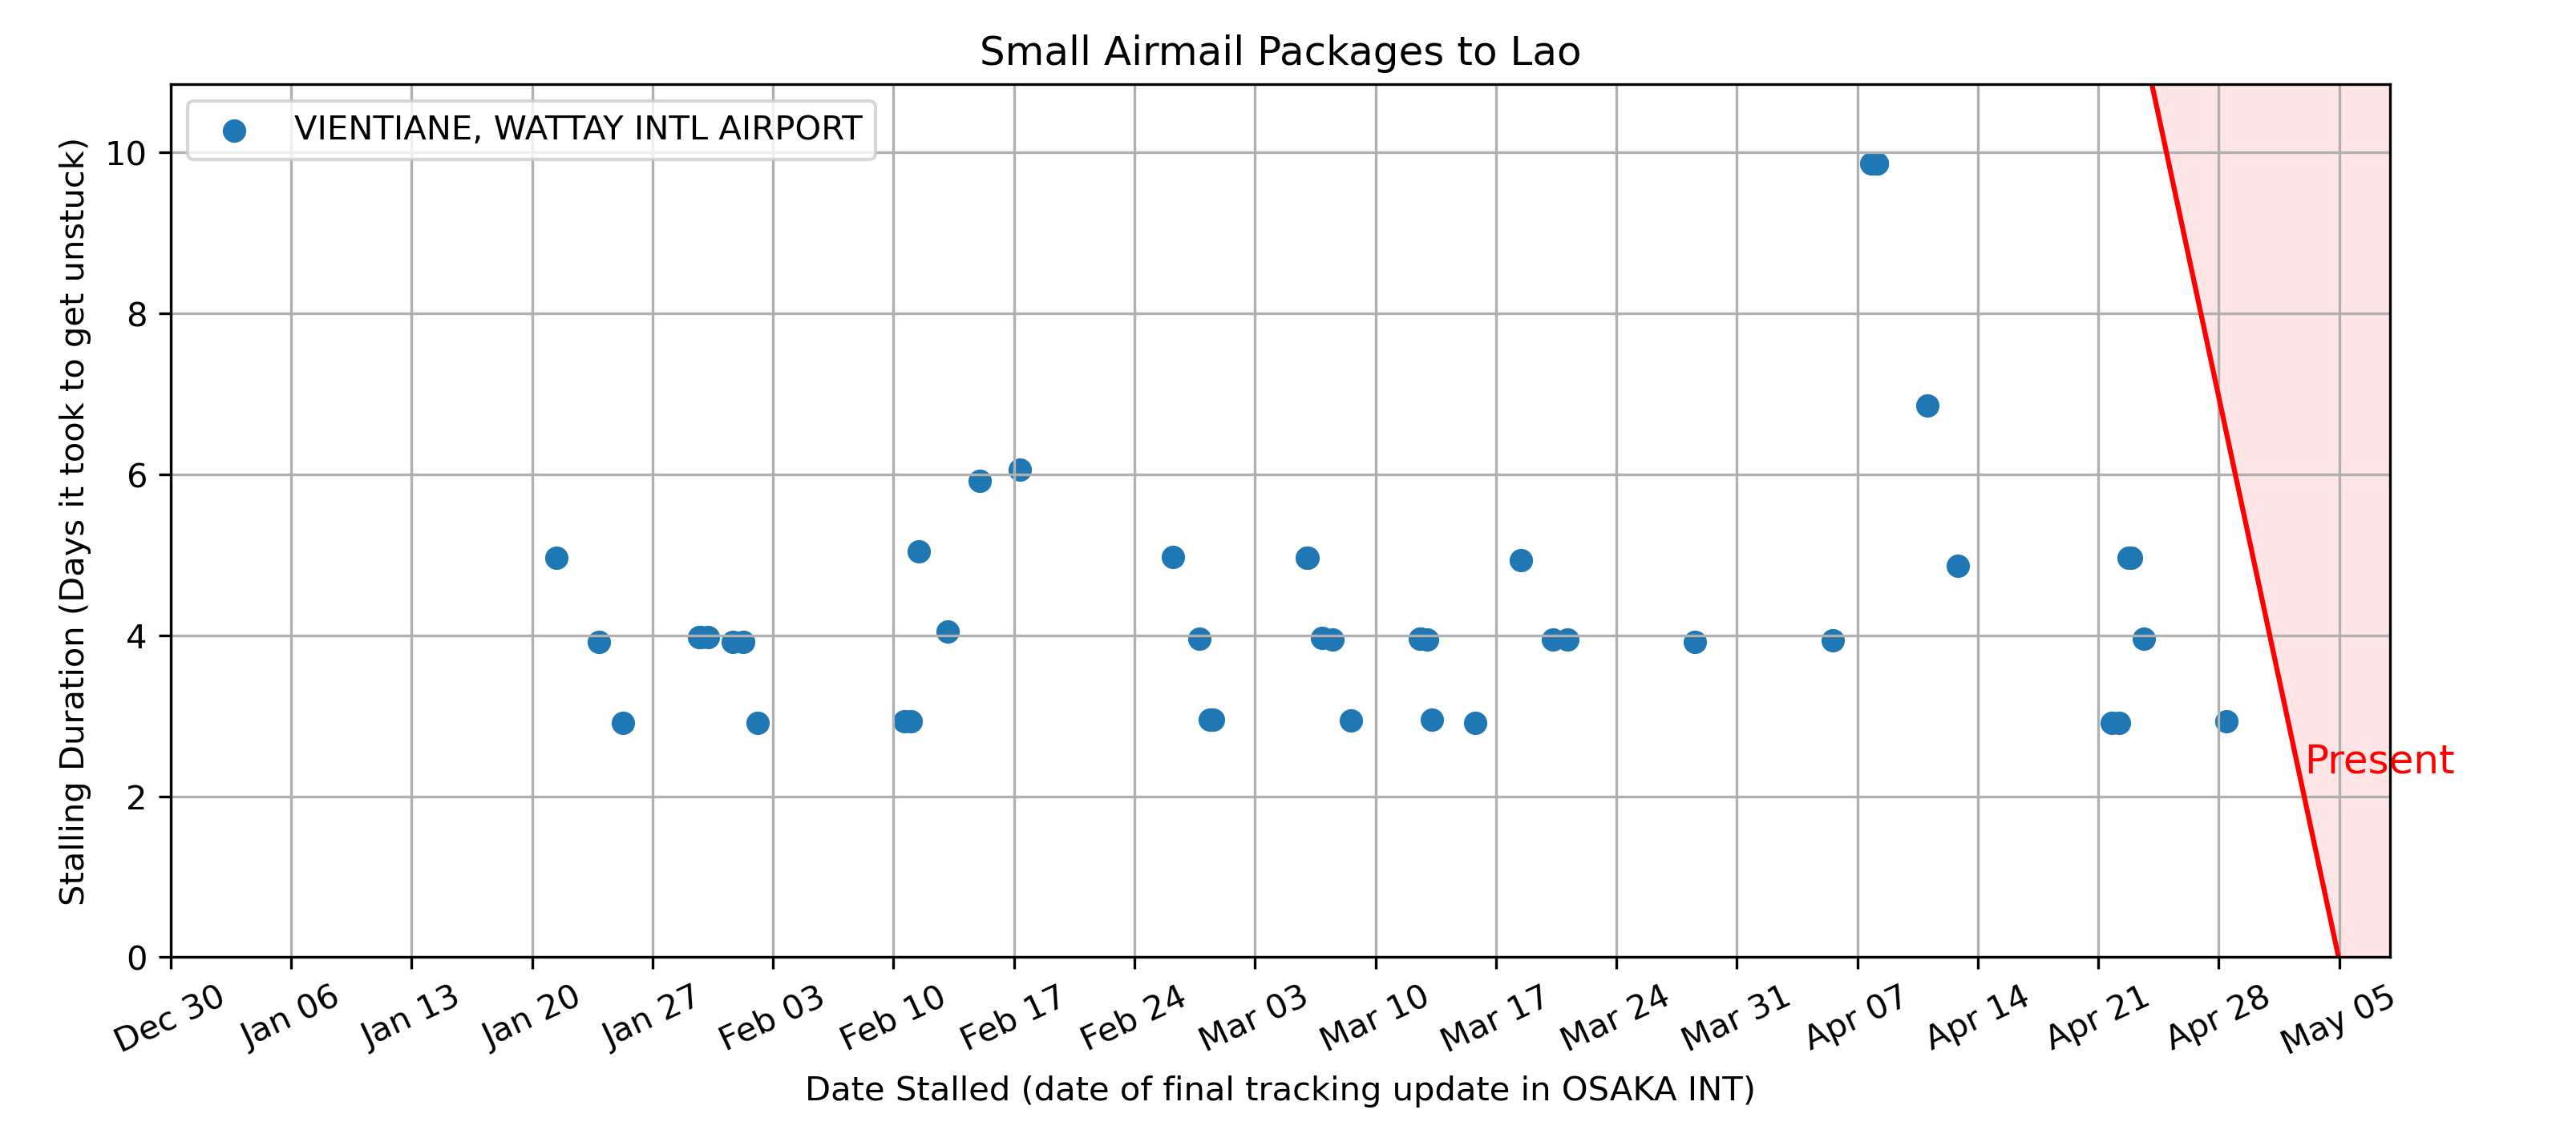 Small Airmail Packages to Lao
VIENTIANE, WATTAY INTL AIRPORT
Stalling Duration (Days it took to get unstuck)
10
8
6
4
2
0
Present
Dec 30 Jan 06 Jan 13 Jan 20 Jan 27 Feb 03 Feb 10 Feb 17 Feb 24 Mar 03 Mar 10 Mar 17 Mar 24 Mar 31 Apr 07 Apr 14 Apr 21 Apr 28 May 05
Date Stalled (date of final tracking update in OSAKA INT)